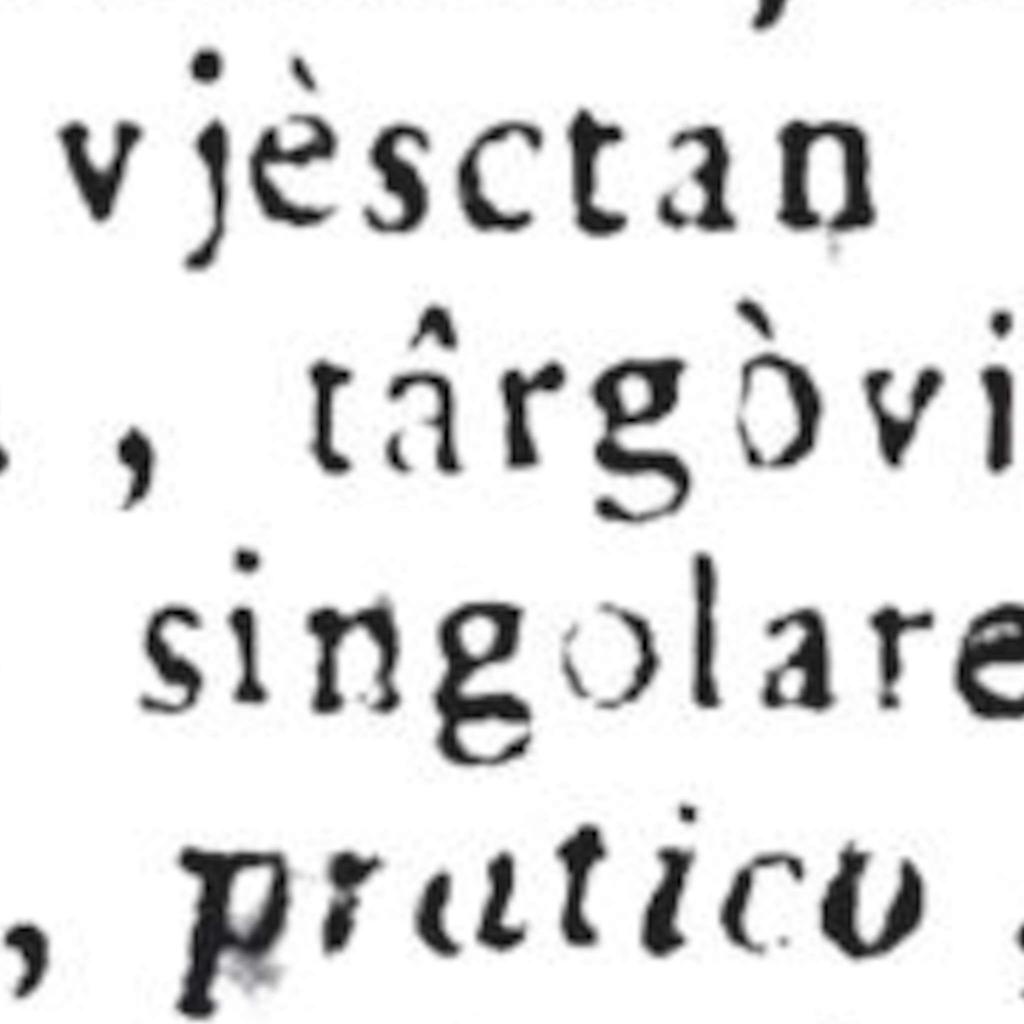 vjèsctan
, târgòvi
singolare
, pratico